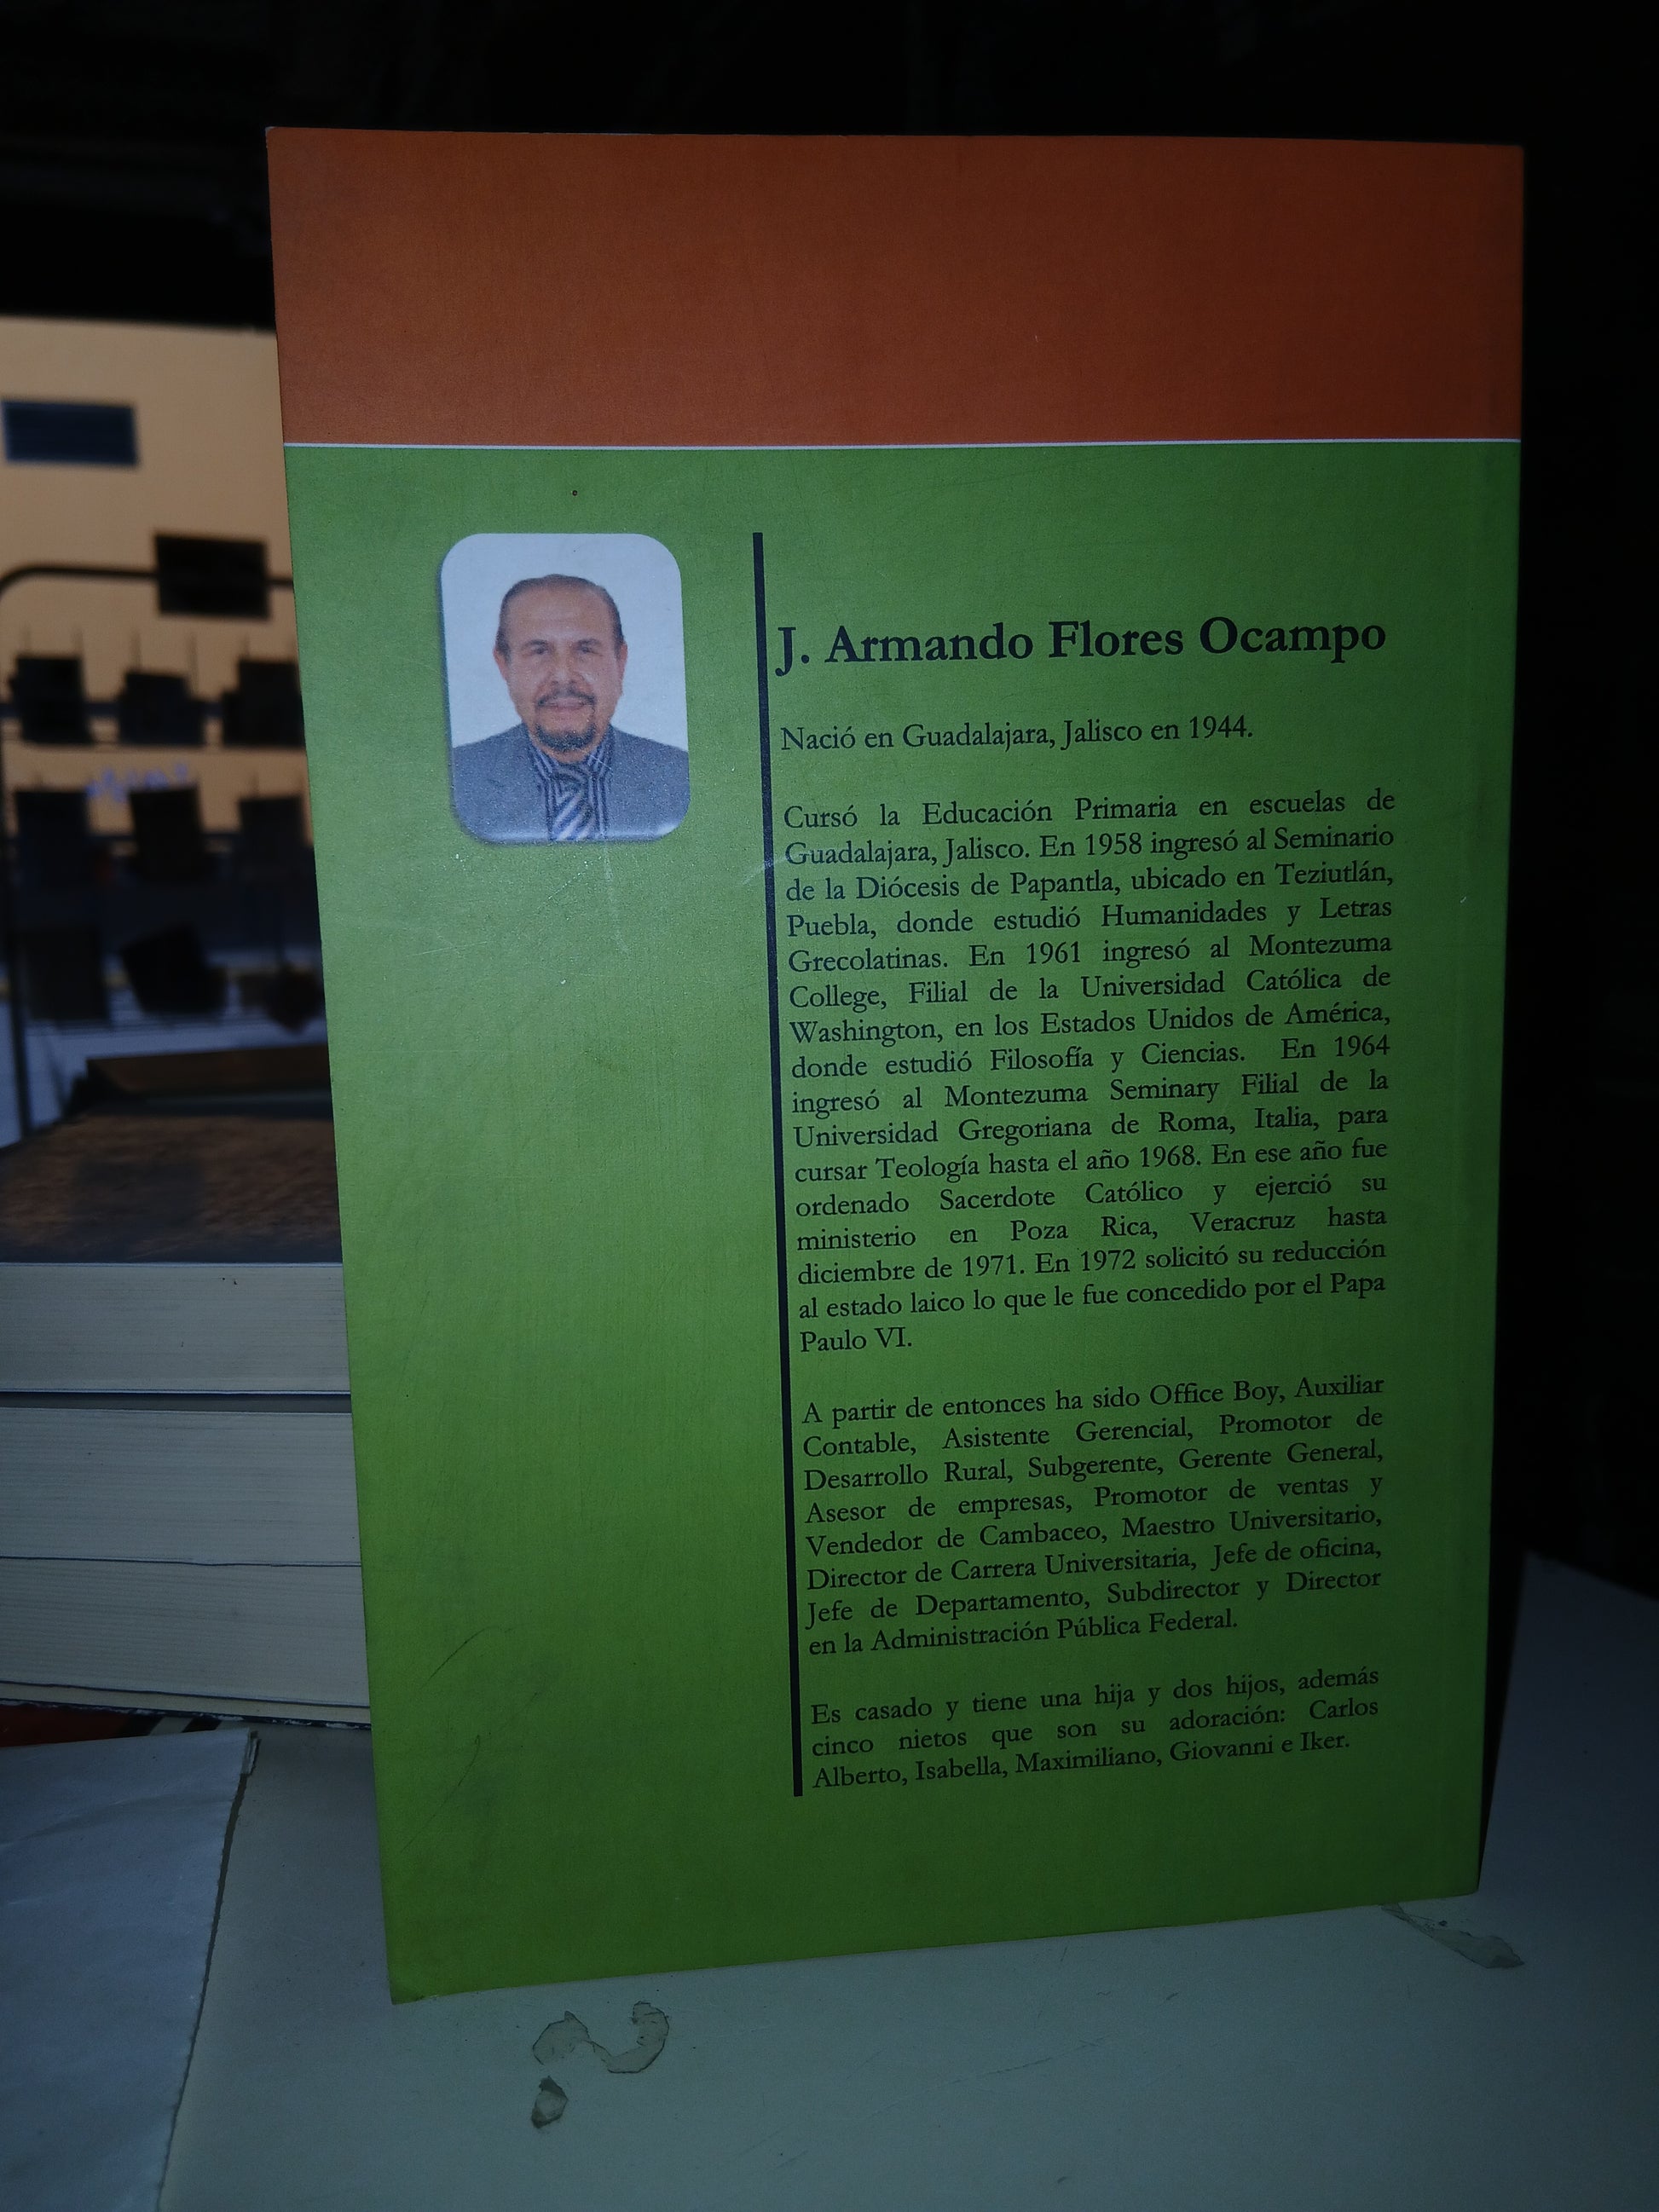 J. Armando Flores Ocampo
Nació en Guadalajara, Jalisco en 1944.
Cursó la Educación Primaria en escuelas de
Guadalajara, Jalisco. En 1958 ingresó al Seminario
de la Diócesis de Papantla, ubicado en Teziutlán,
Puebla, donde estudió Humanidades y Letras
Grecolatinas. En 1961 ingresó al Montezuma
College, Filial de la Universidad Católica de
Washington, en los Estados Unidos de América,
donde estudió Filosofía y Ciencias. En 1964
ingresó al Montezuma Seminary Filial de la
Universidad Gregoriana de Roma, Italia, para
cursar Teología hasta el año 1968. En ese año fue
ordenado Sacerdote Católico y ejerció su
ministerio en Poza Rica, Veracruz hasta
diciembre de 1971. En 1972 solicitó su reducción
al estado laico lo que le fue concedido por el Papa
Paulo VI.
A partir de entonces ha sido Office Boy, Auxiliar
Contable, Asistente Gerencial, Promotor de
Desarrollo Rural, Subgerente, Gerente General,
Asesor de empresas, Promotor de ventas y
Vendedor de Cambaceo, Maestro Universitario,
Director de Carrera Universitaria, Jefe de oficina,
Jefe de Departamento, Subdirector y Director
en la Administración Pública Federal.
Es casado y tiene una hija y dos hijos, además
cinco nietos que son su adoración: Carlos
Alberto, Isabella, Maximiliano, Giovanni e Iker.